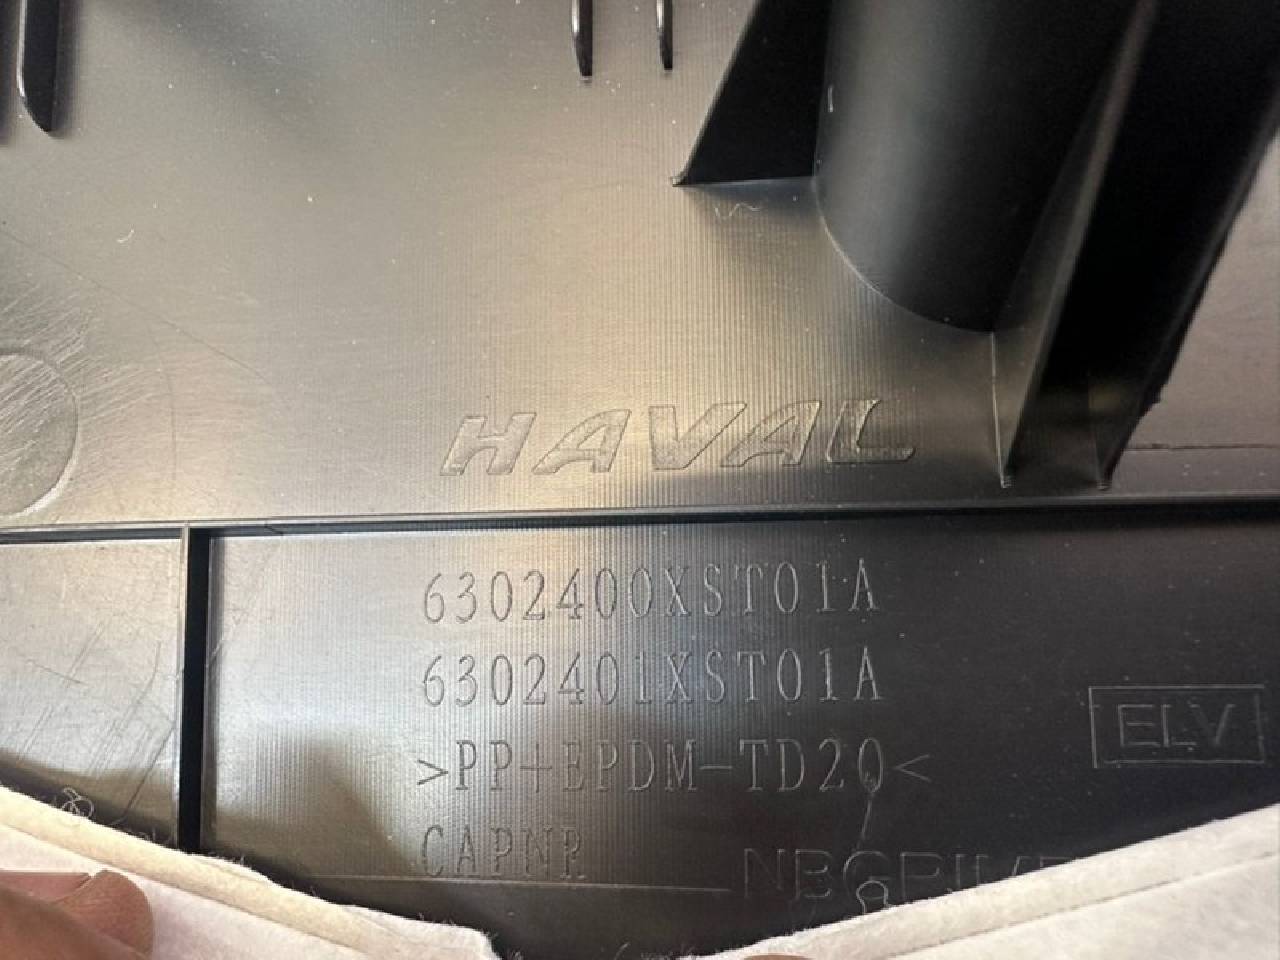 HAVAL
6302400XST01A
6302401XST01A
>PP+EPDM-TD20<
ELV
CAPNR